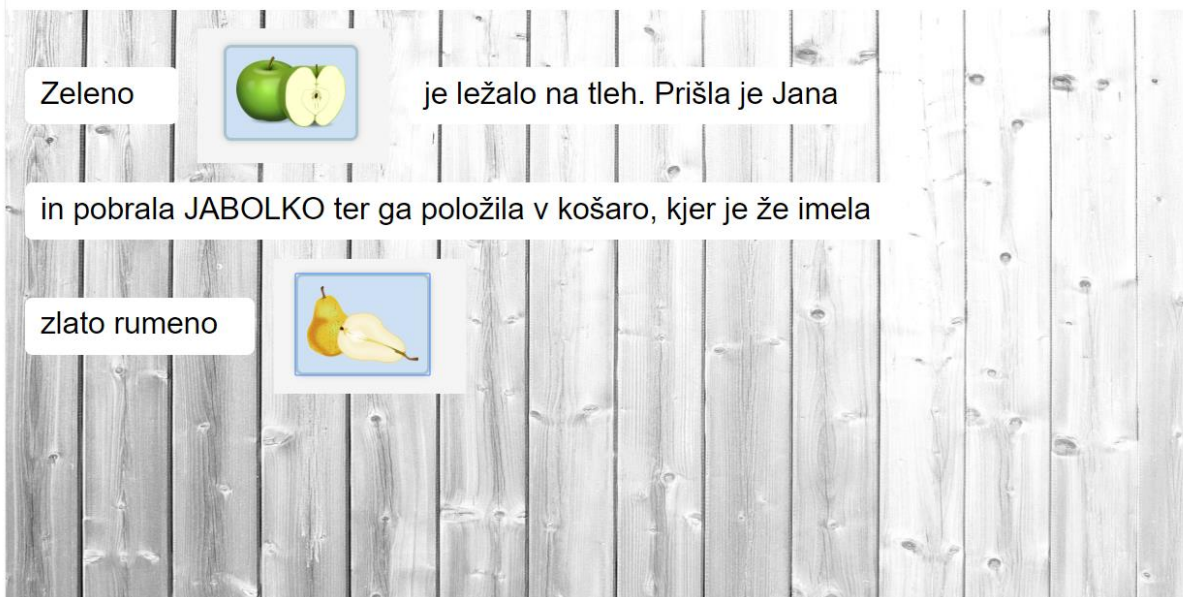 Zeleno je ležalo na tleh. Prišla je Jana
in pobrala JABOLKO ter ga položila v košaro, kjer je že imela
zlato rumeno